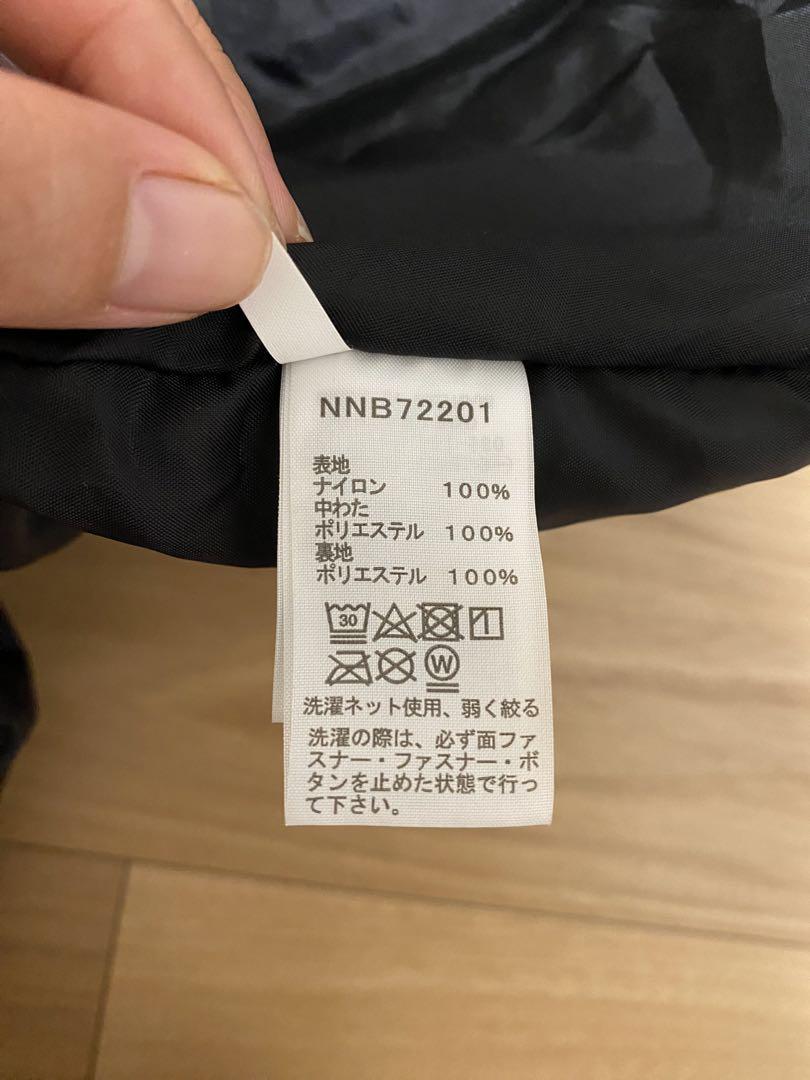 NNB72201
表地
ナイロン 100%
中わた
ポリエステル 100%
裏地
ポリエステル 100%
30
W
洗濯ネット使用、弱く絞る
洗濯の際は、必ず面ファ
スナー・ファスナー・ボ
タンを止めた状態で行っ
て下さい。